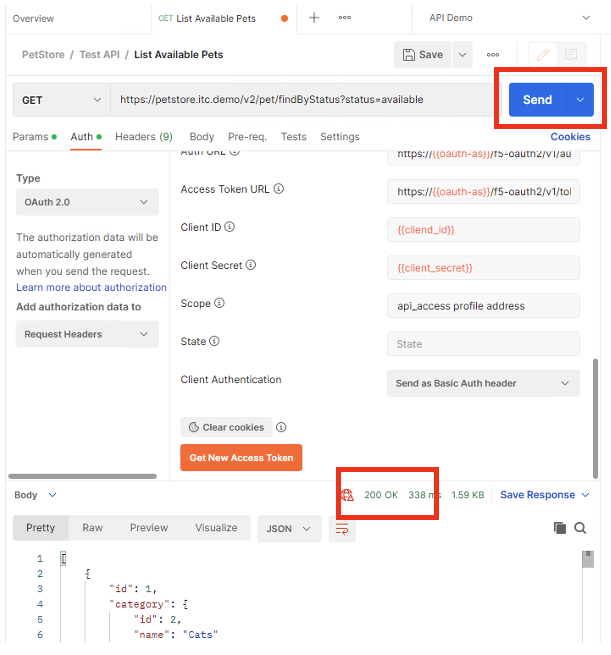 Overview
GET List Available Pets
API Demo
PetStore / Test API / List Available Pets
Save
GET
https://petstore.itc.demo/v2/pet/findByStatus?status=available
Send
Params
Auth
Headers (9)
Body
Pre-req.
Tests
Settings
Cookies
Auth URL
https://{{oauth-as}}/f5-oauth2/v1/au
Type
Access Token URL
https://{{oauth-as}}/f5-oauth2/v1/tol
OAuth 2.0
Client ID
{{cliend_id}}
The authorization data will be
automatically generated
when you send the request.
Learn more about authorization
Client Secret
{{client_secret}}
Add authorization data to
Scope
api_access profile address
Request Headers
State
State
Client Authentication
Send as Basic Auth header
Clear cookies
Get New Access Token
Body
200 OK
338 ms
1.59 KB
Save Response
Pretty
Raw
Preview
Visualize
JSON
1 [
2 {
3 "id": 1,
4 "category": {
5 "id": 2,
6 "name": "Cats"